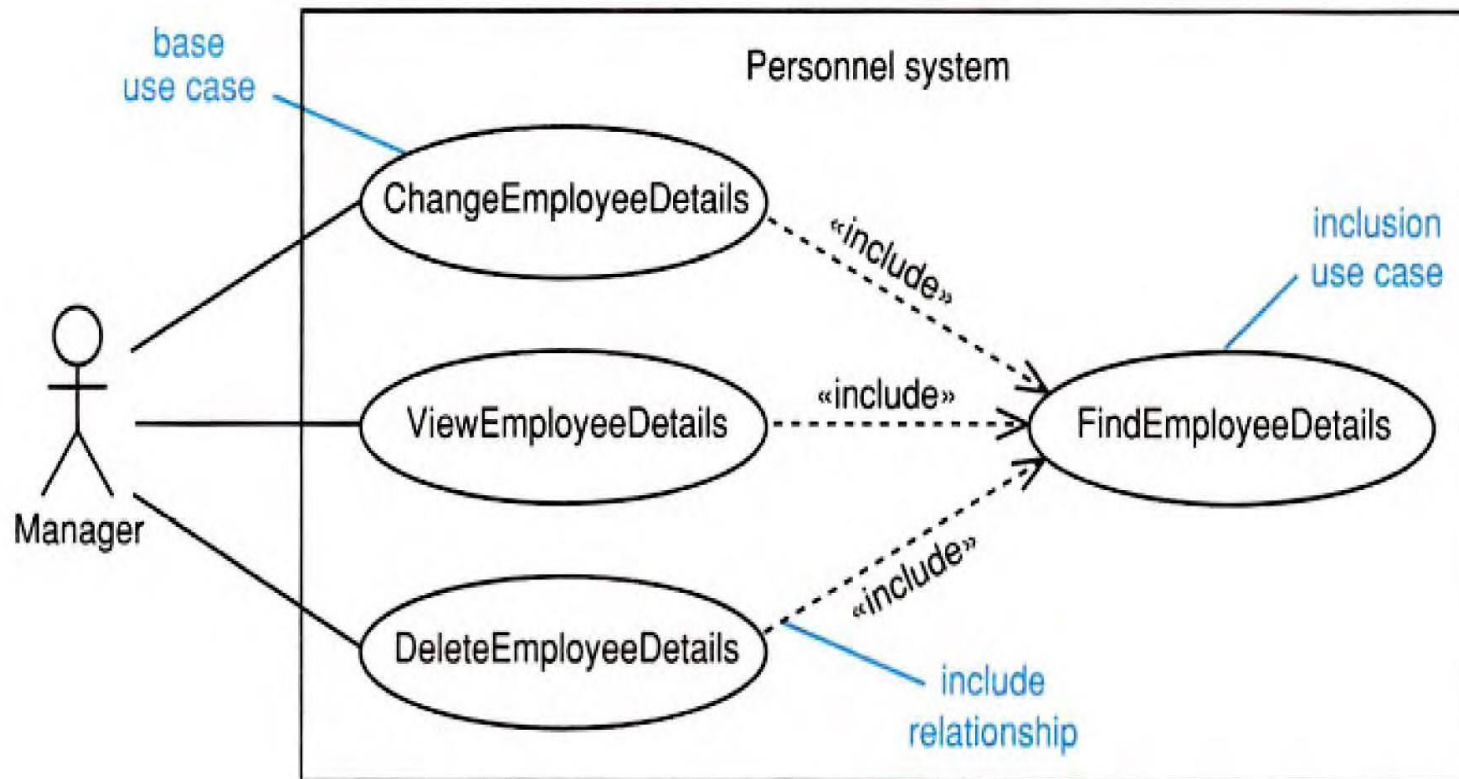 base
use case
Personnel system
ChangeEmployeeDetails
«include»
inclusion
use case
ViewEmployeeDetails
«include»
FindEmployeeDetails
Manager
«include»
DeleteEmployeeDetails
include
relationship